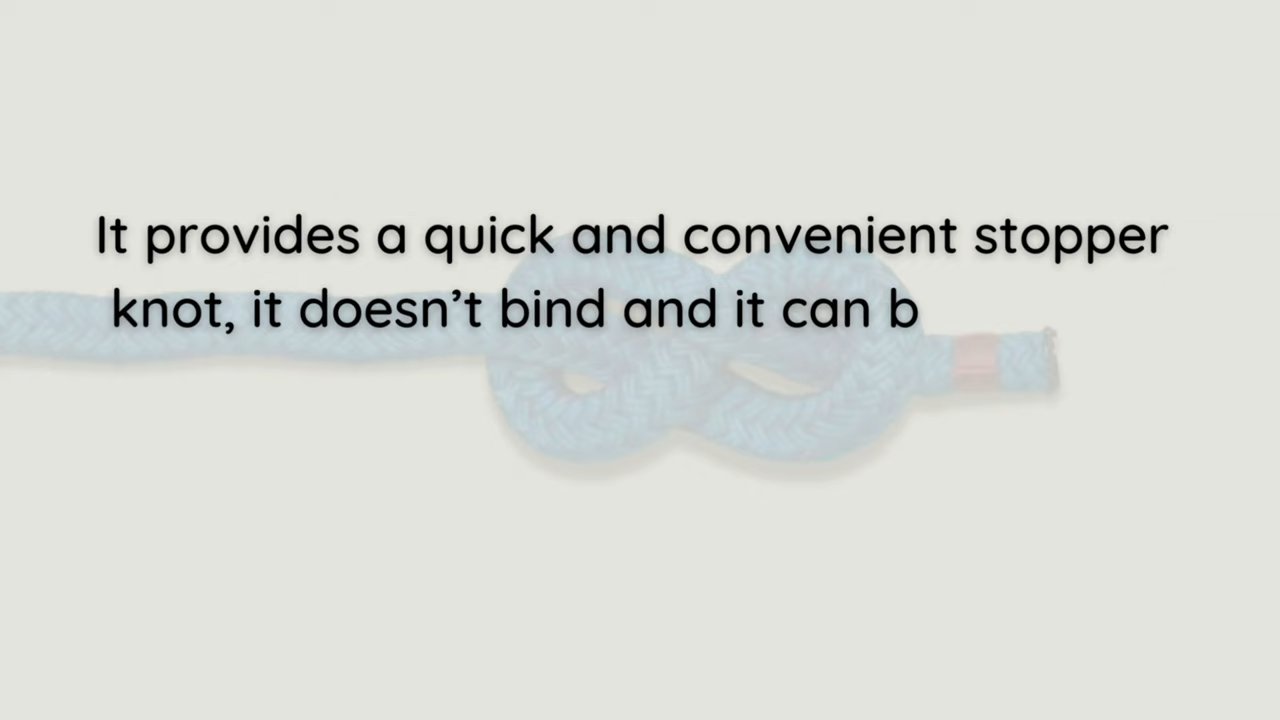 It provides a quick and convenient stopper
knot, it doesn’t bind and it can b